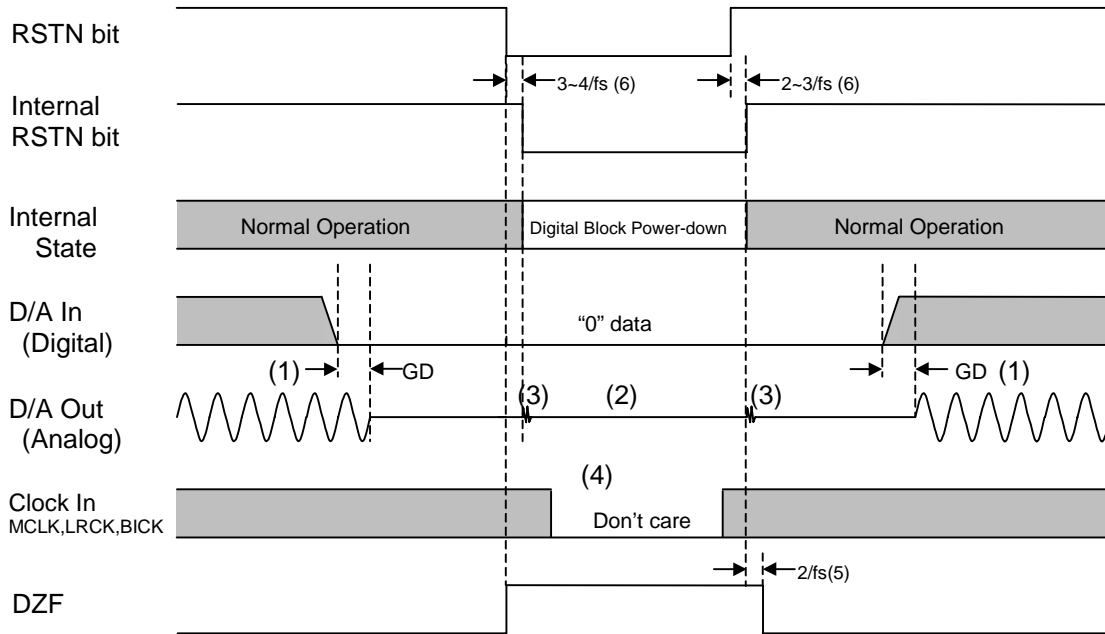 RSTN bit
3~4/fs (6)
2~3/fs (6)
Internal
RSTN bit
Internal
State
Normal Operation
Digital Block Power-down
Normal Operation
D/A In
(Digital)
“0” data
(1)
GD
GD
(1)
D/A Out
(Analog)
(3)
(2)
(3)
(4)
Clock In
MCLK,LRCK,BICK
Don’t care
2/fs(5)
DZF